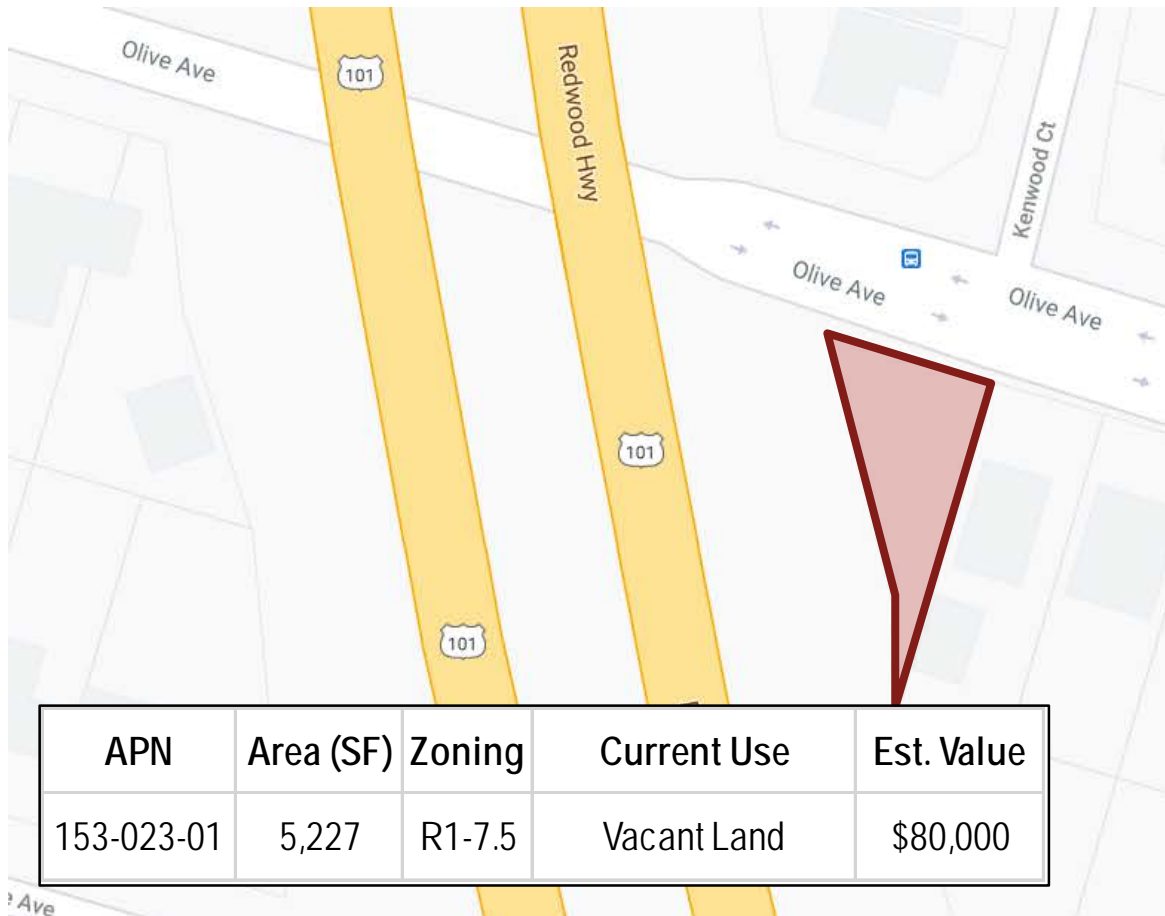 Olive Ave
101
Redwood Hwy
Kenwood Ct
Olive Ave
Olive Ave
101
101
APN Area (SF) Zoning Current Use Est. Value
153-023-01 5,227 R1-7.5 Vacant Land $80,000
Ave